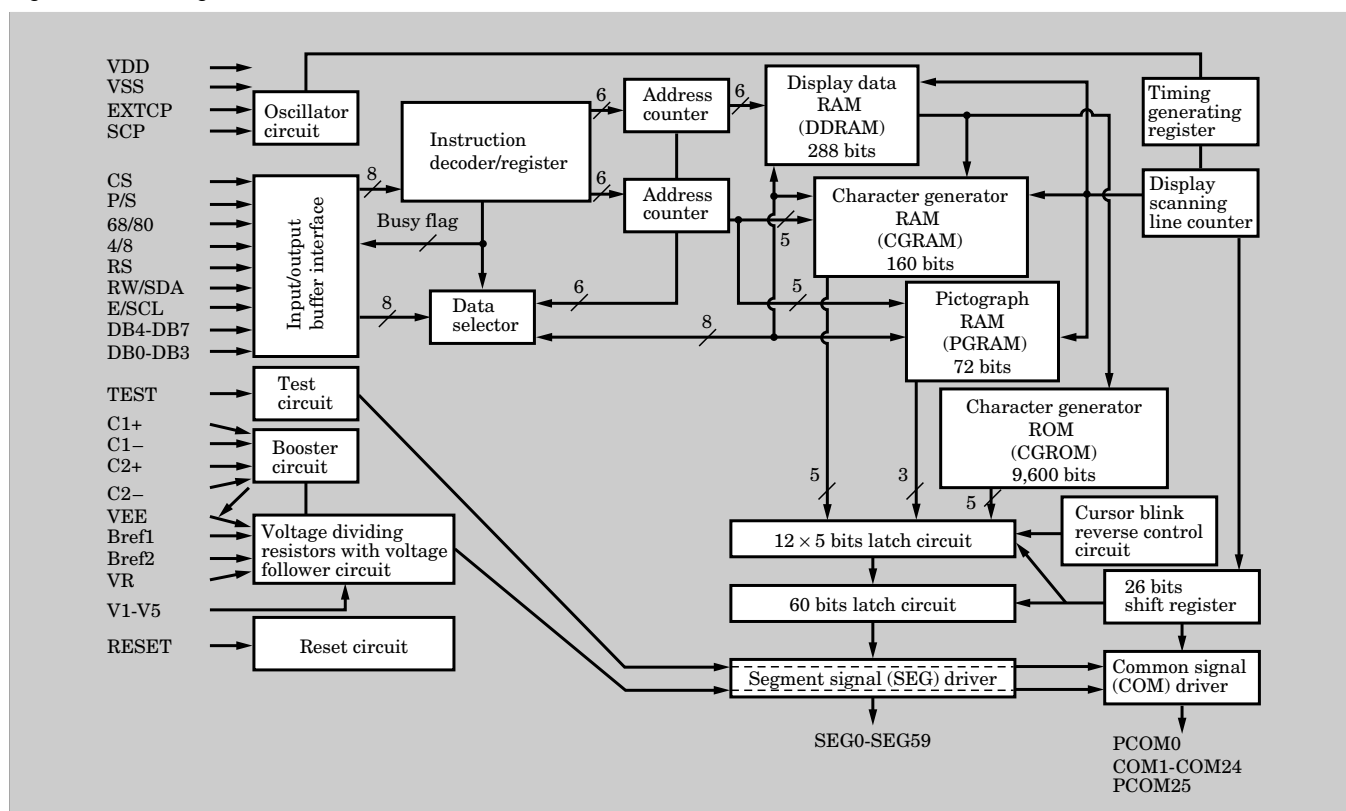 VDD
VSS
EXTCP
SCP
Oscillator
circuit
CS
P/S
68/80
4/8
RS
RW/SDA
E/SCL
DB4-DB7
DB0-DB3
Input/output
buffer interface
TEST
Test
circuit
C1+
C1–
C2+
C2–
Booster
circuit
VEE
Bref1
Bref2
VR
V1-V5
Voltage dividing
resistors with voltage
follower circuit
RESET
Reset circuit
8
Instruction
decoder/register
Busy flag
8
Data
selector
6
6
6
Address
counter
6
Address
counter
Display data
RAM
(DDRAM)
288 bits
5
Character generator
RAM
(CGRAM)
160 bits
5
8
Pictograph
RAM
(PGRAM)
72 bits
Character generator
ROM
(CGROM)
9,600 bits
Timing
generating
register
Display
scanning
line counter
5
3
5
12 × 5 bits latch circuit
Cursor blink
reverse control
circuit
60 bits latch circuit
26 bits
shift register
Segment signal (SEG) driver
Common signal
(COM) driver
SEG0-SEG59
PCOM0
COM1-COM24
PCOM25